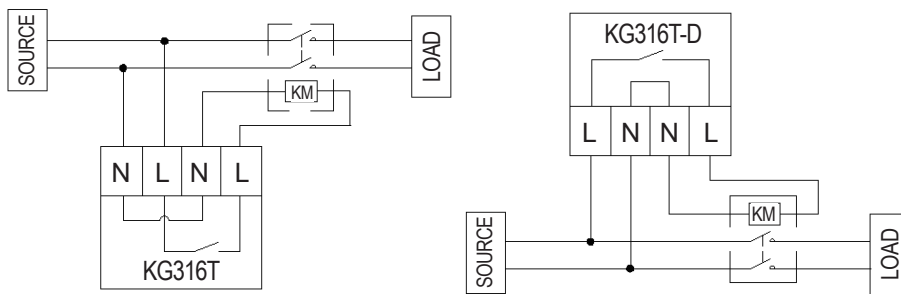 SOURCE
LOAD
KM
N L N L
KG316T
KG316T-D
L N N L
KM
SOURCE
LOAD